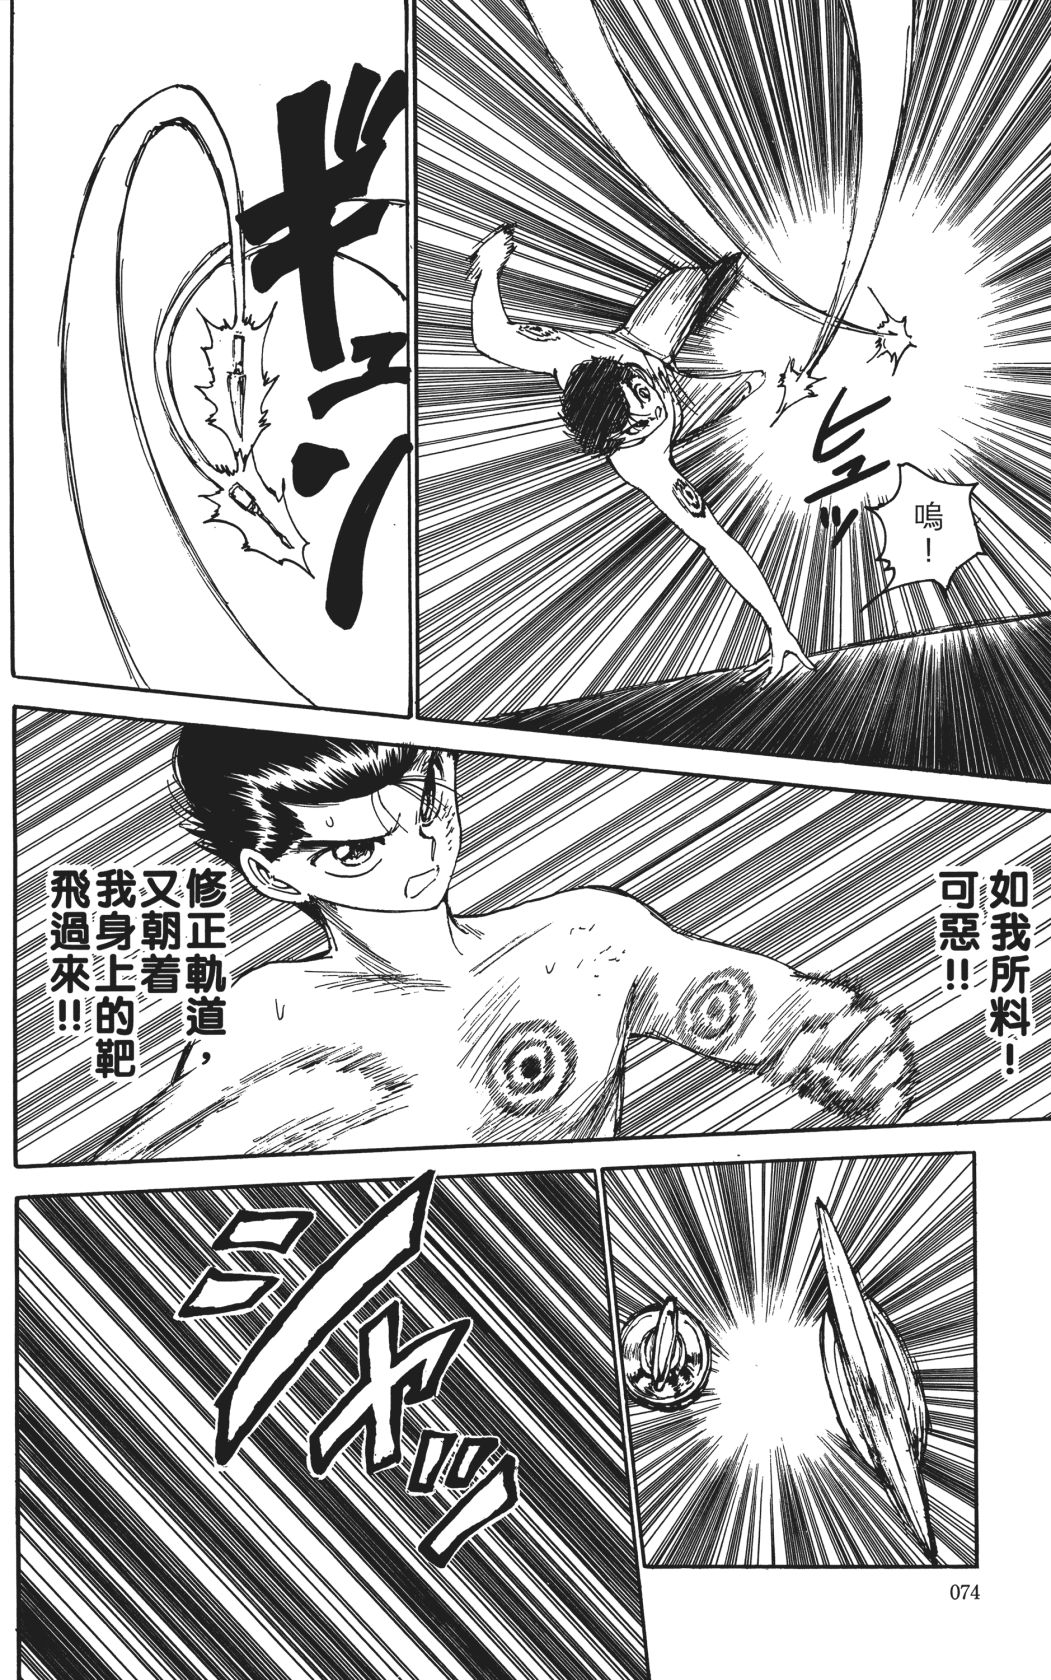 ヒュッ
嗚！
ギュン
如我所料！
可惡!!
修正軌道，
又朝着
我身上的靶
飛過來!!
シャッ
074